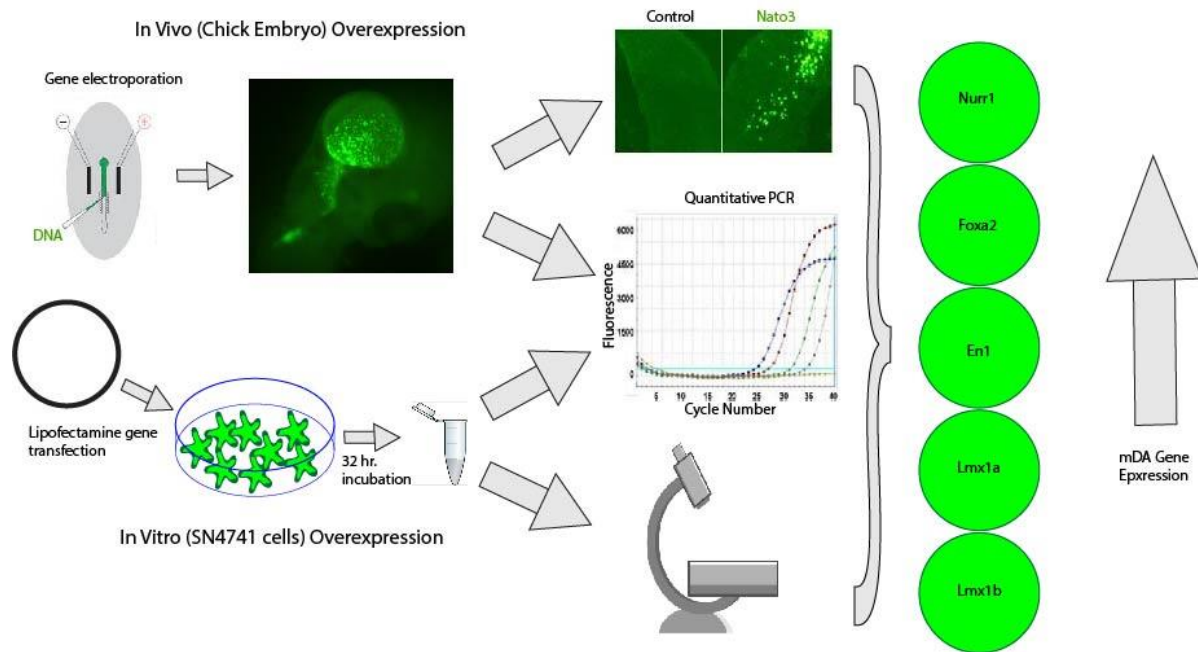 In Vivo (Chick Embryo) Overexpression
Gene electroporation
−
+
DNA
Control
Nato3
Quantitative PCR
Fluorescence
6000
4500
3000
1500
0
5
10
15
20
25
30
35
40
Cycle Number
Lipofectamine gene
transfection
32 hr.
incubation
In Vitro (SN4741 cells) Overexpression
Nurr1
Foxa2
En1
Lmx1a
Lmx1b
mDA Gene
Epxression